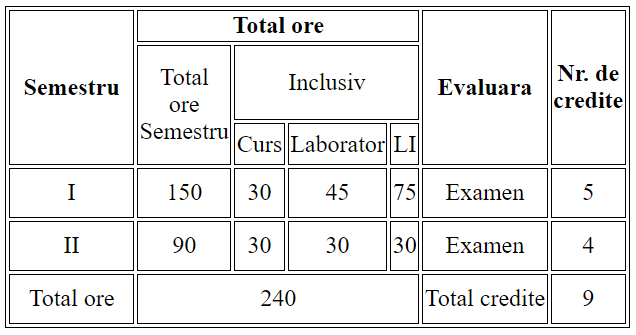 Semestru
Total ore
Evaluara
Nr. de
credite
Total
ore
Semestru
Inclusiv
Curs Laborator LI
I 150 30 45 75 Examen 5
II 90 30 30 30 Examen 4
Total ore 240 Total credite 9